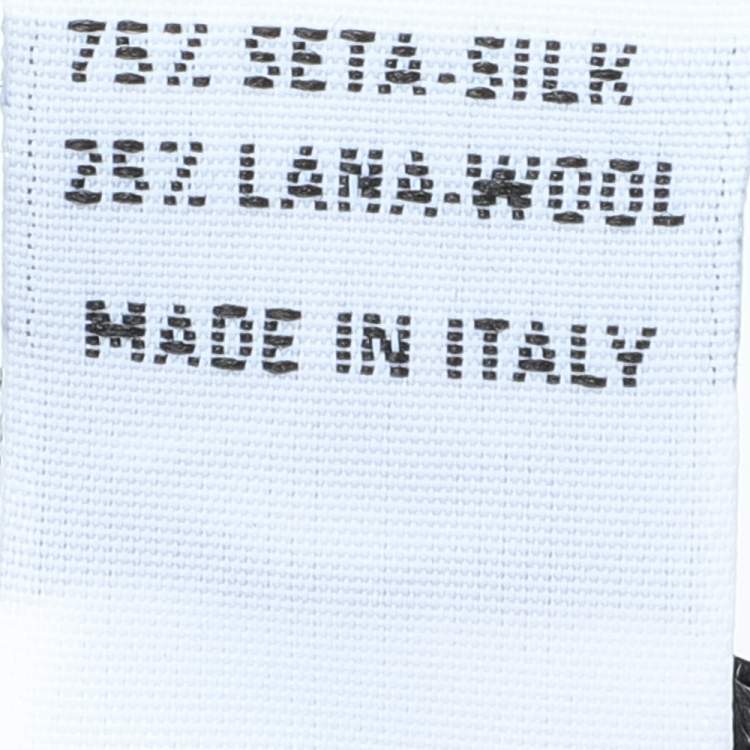 75% SETA-SILK
25% LANA-WOOL
MADE IN ITALY